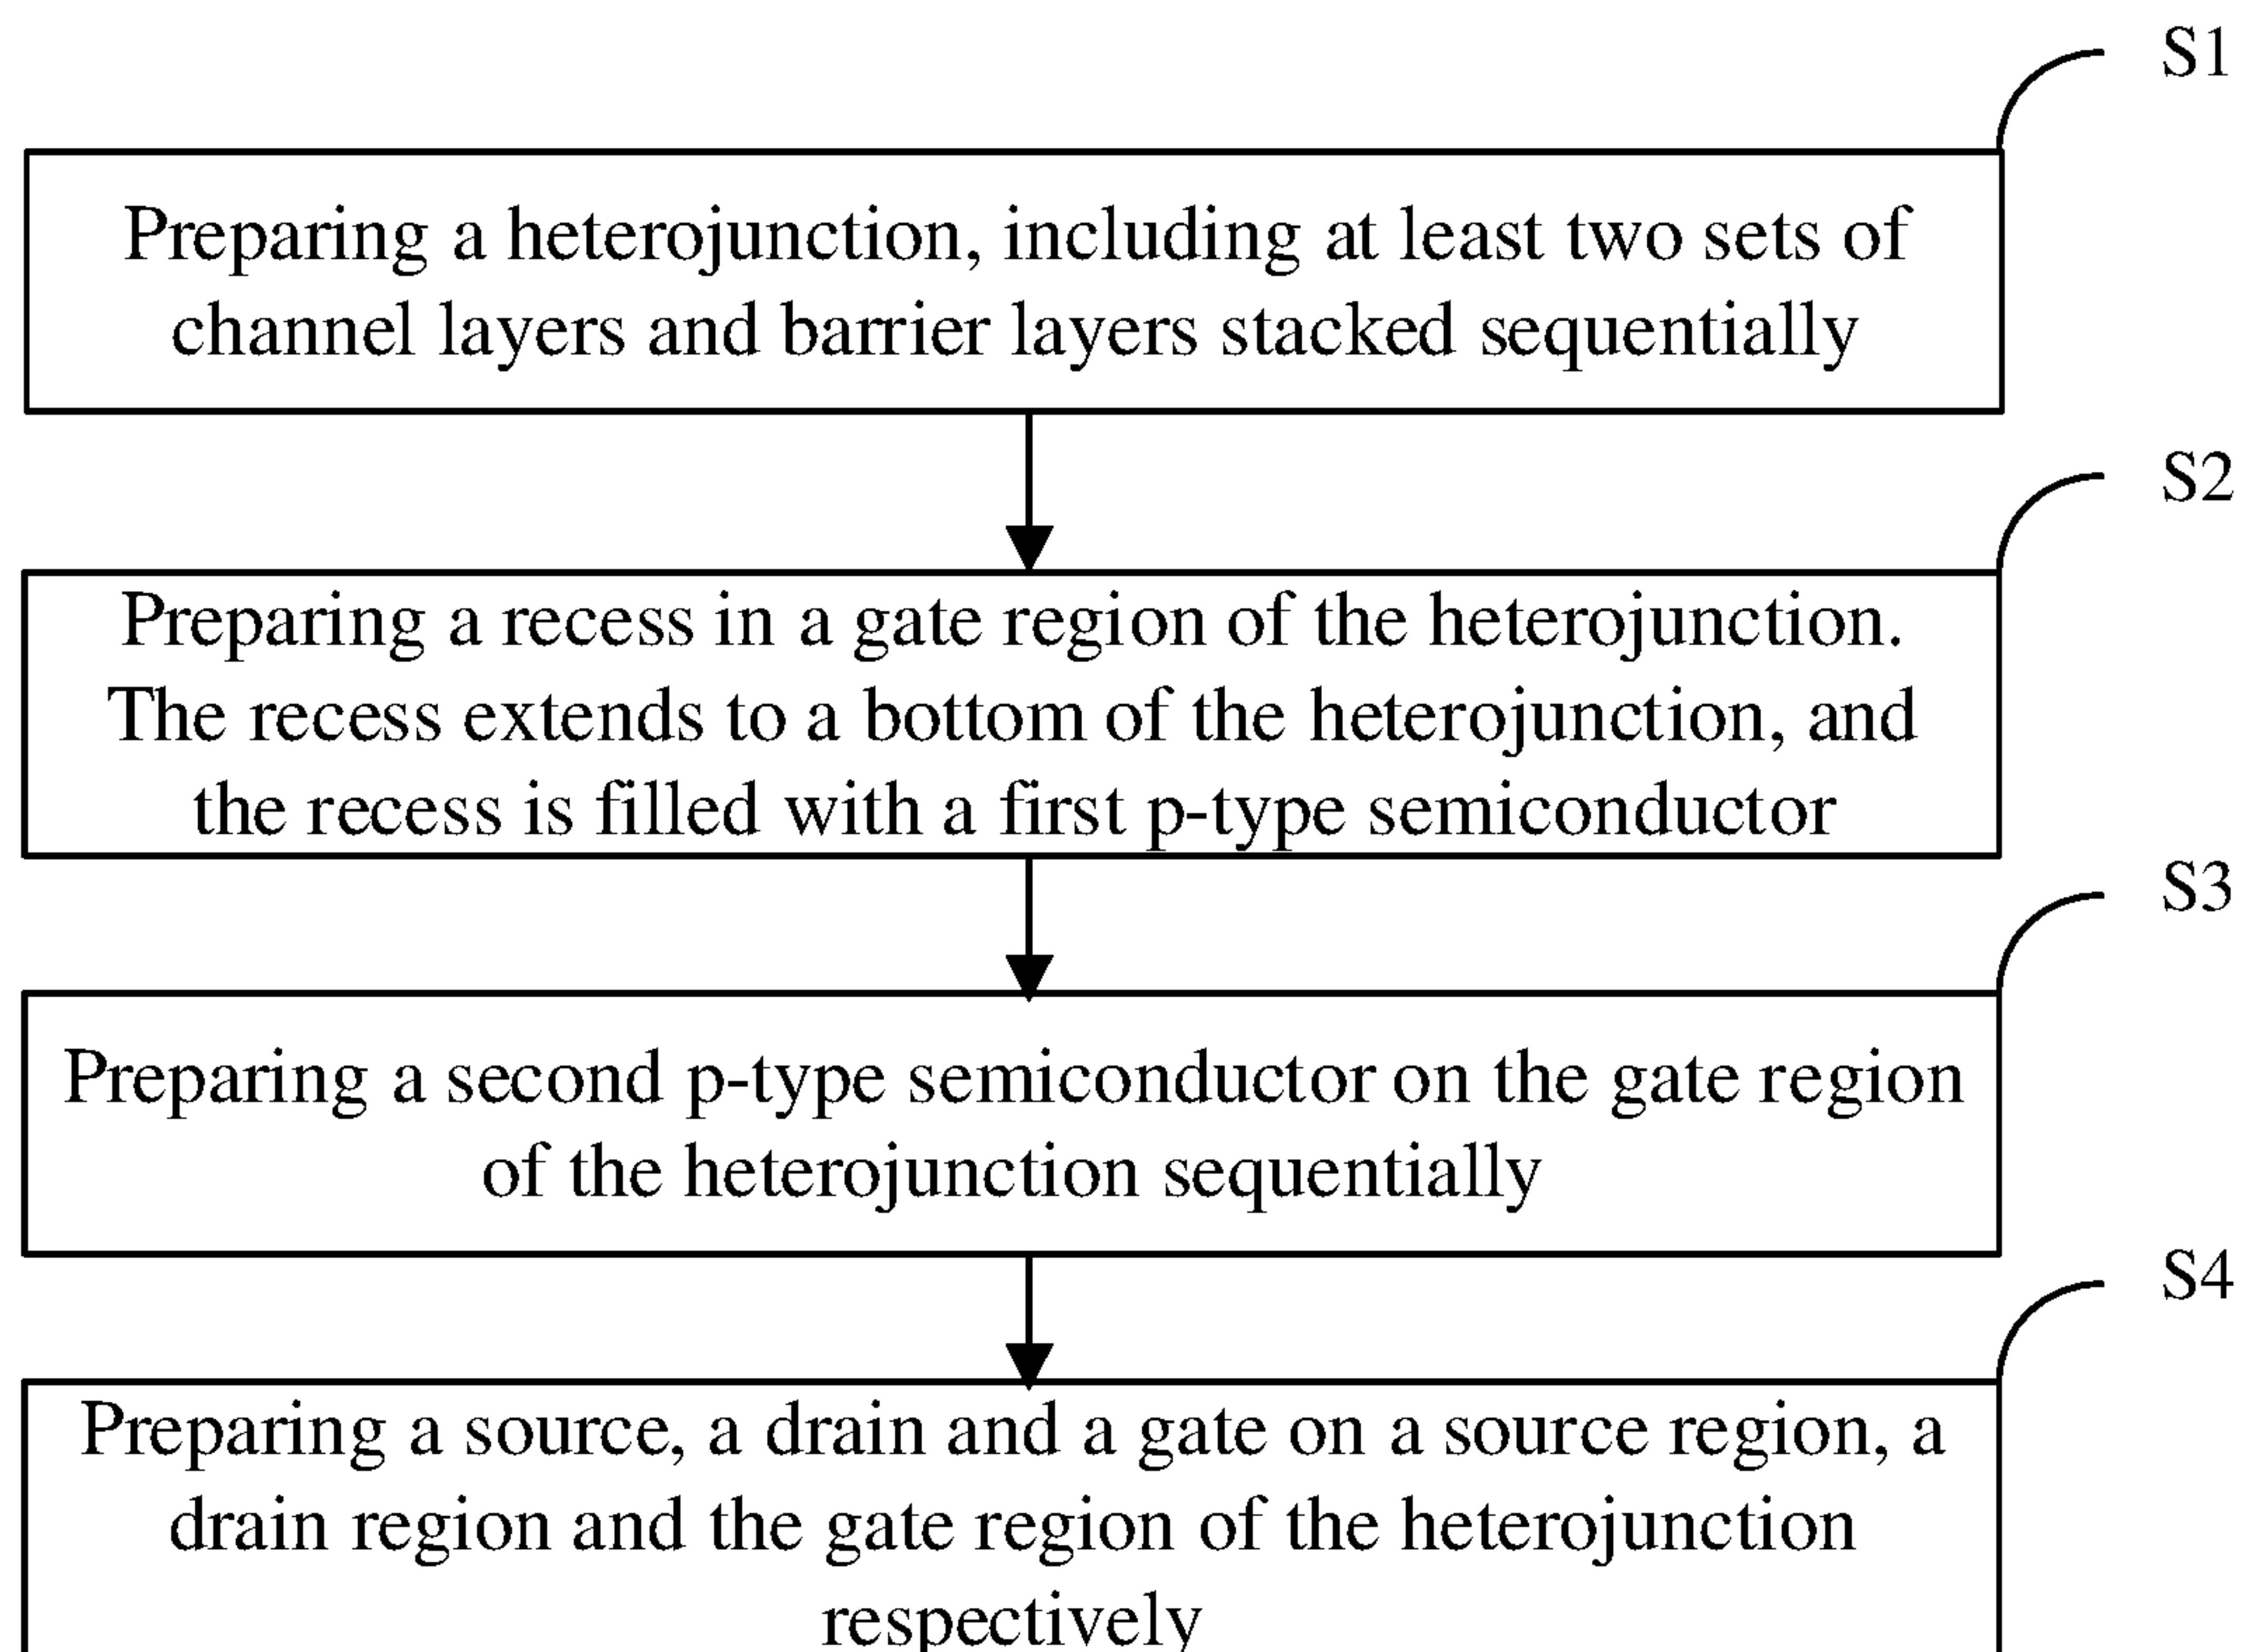 S1
Preparing a heterojunction, including at least two sets of
channel layers and barrier layers stacked sequentially
S2
Preparing a recess in a gate region of the heterojunction.
The recess extends to a bottom of the heterojunction, and
the recess is filled with a first p-type semiconductor
S3
Preparing a second p-type semiconductor on the gate region
of the heterojunction sequentially
S4
Preparing a source, a drain and a gate on a source region, a
drain region and the gate region of the heterojunction
respectively